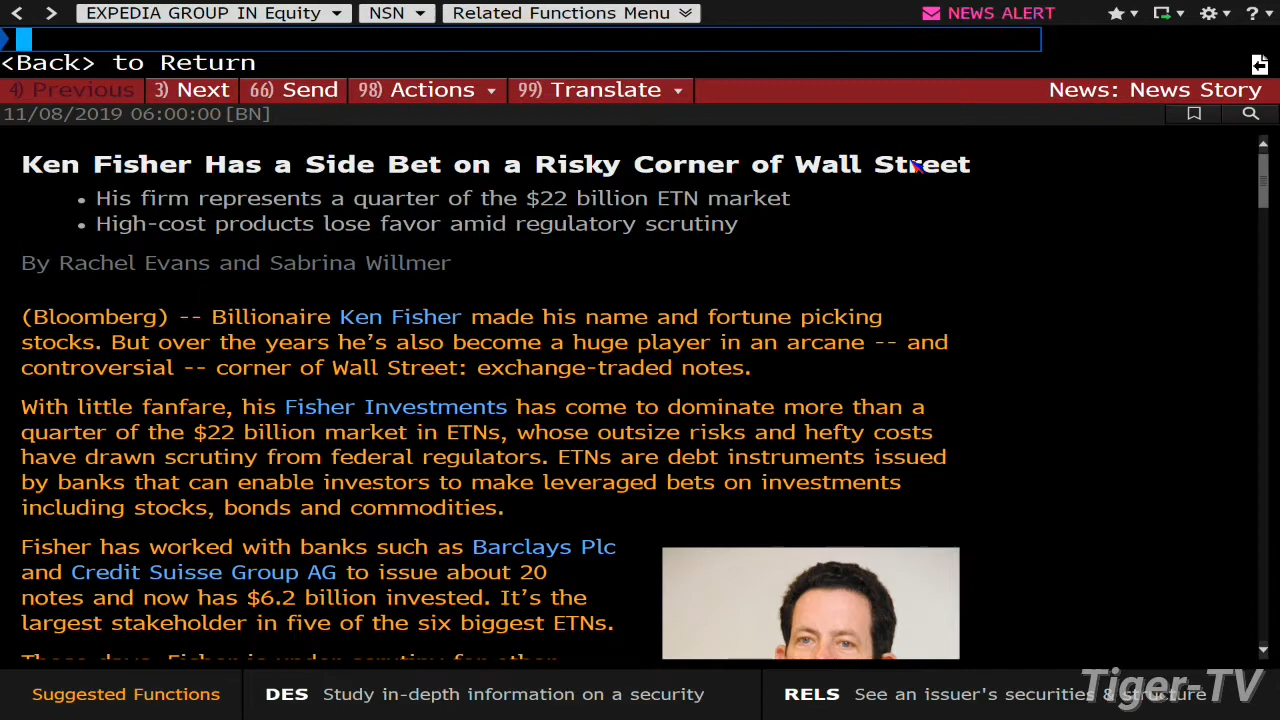 EXPEDIA GROUP IN Equity NSN Related Functions Menu NEWS ALERT ?
<Back> to Return
4) Previous 3) Next 66) Send 98) Actions 99) Translate News: News Story
11/08/2019 06:00:00 [BN]
Ken Fisher Has a Side Bet on a Risky Corner of Wall Street
• His firm represents a quarter of the $22 billion ETN market
• High-cost products lose favor amid regulatory scrutiny
By Rachel Evans and Sabrina Willmer
(Bloomberg) -- Billionaire Ken Fisher made his name and fortune picking
stocks. But over the years he's also become a huge player in an arcane -- and
controversial -- corner of Wall Street: exchange-traded notes.
With little fanfare, his Fisher Investments has come to dominate more than a
quarter of the $22 billion market in ETNs, whose outsize risks and hefty costs
have drawn scrutiny from federal regulators. ETNs are debt instruments issued
by banks that can enable investors to make leveraged bets on investments
including stocks, bonds and commodities.
Fisher has worked with banks such as Barclays Plc
and Credit Suisse Group AG to issue about 20
notes and now has $6.2 billion invested. It's the
largest stakeholder in five of the six biggest ETNs.
These days, Fisher is under scrutiny for other
Suggested Functions DES Study in-depth information on a security RELS See an issuer's securities & structure
Tiger-TV